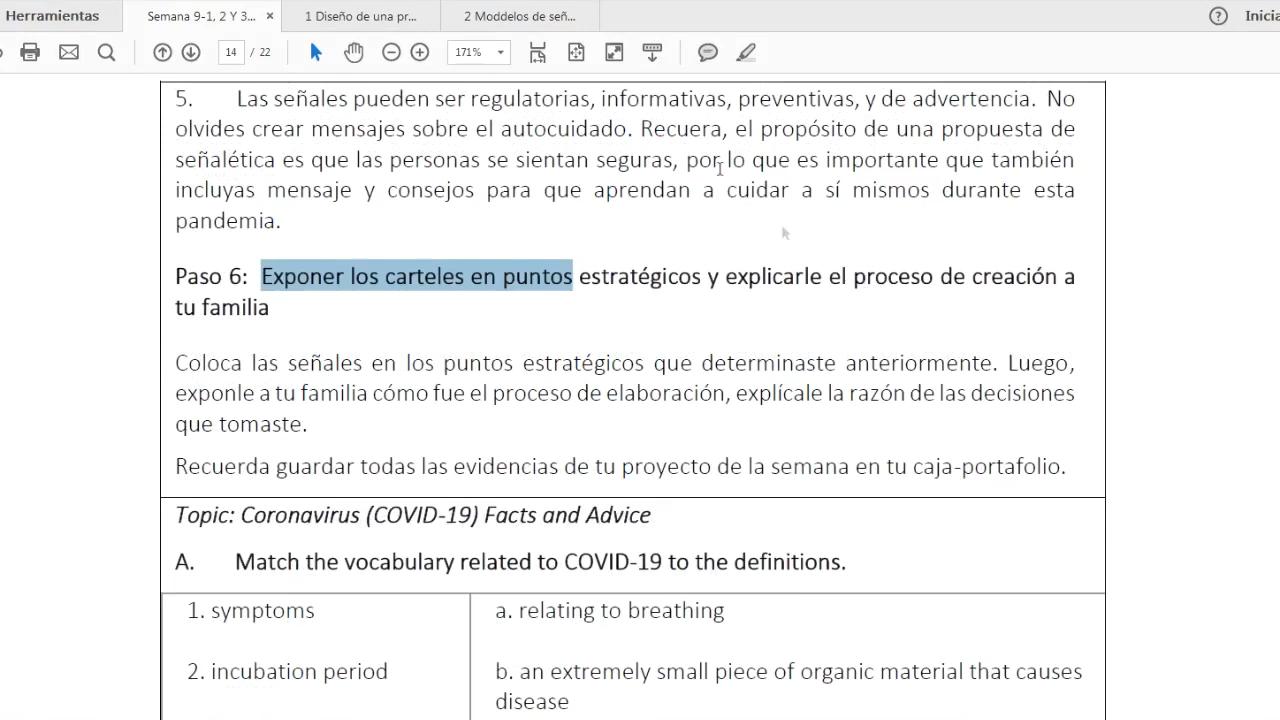 Herramientas
Semana 9-1, 2 Y 3... ×
1 Diseño de una pr...
2 Moddelos de señ...
? Inicia
14 / 22
171%
5. Las señales pueden ser regulatorias, informativas, preventivas, y de advertencia. No
olvides crear mensajes sobre el autocuidado. Recuera, el propósito de una propuesta de
señalética es que las personas se sientan seguras, por lo que es importante que también
incluyas mensaje y consejos para que aprendan a cuidar a sí mismos durante esta
pandemia.
Paso 6: Exponer los carteles en puntos estratégicos y explicarle el proceso de creación a
tu familia
Coloca las señales en los puntos estratégicos que determinaste anteriormente. Luego,
exponle a tu familia cómo fue el proceso de elaboración, explícale la razón de las decisiones
que tomaste.
Recuerda guardar todas las evidencias de tu proyecto de la semana en tu caja-portafolio.
Topic: Coronavirus (COVID-19) Facts and Advice
A. Match the vocabulary related to COVID-19 to the definitions.
1. symptoms
a. relating to breathing
2. incubation period
b. an extremely small piece of organic material that causes
disease